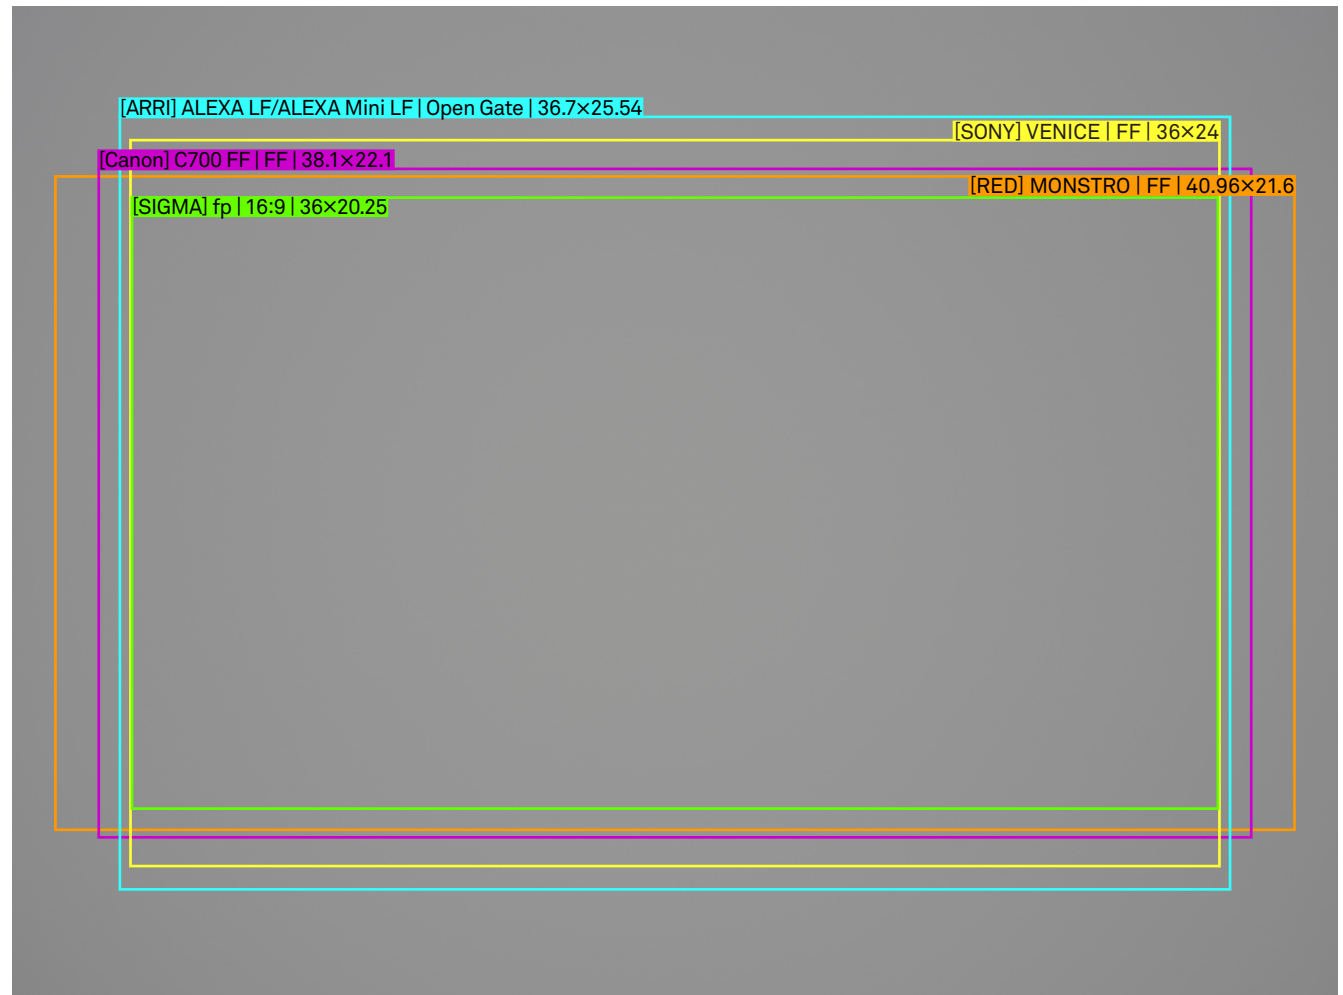 [ARRI] ALEXA LF/ALEXA Mini LF | Open Gate | 36.7×25.54
[SONY] VENICE | FF | 36×24
[Canon] C700 FF | FF | 38.1×22.1
[RED] MONSTRO | FF | 40.96×21.6
[SIGMA] fp | 16:9 | 36×20.25